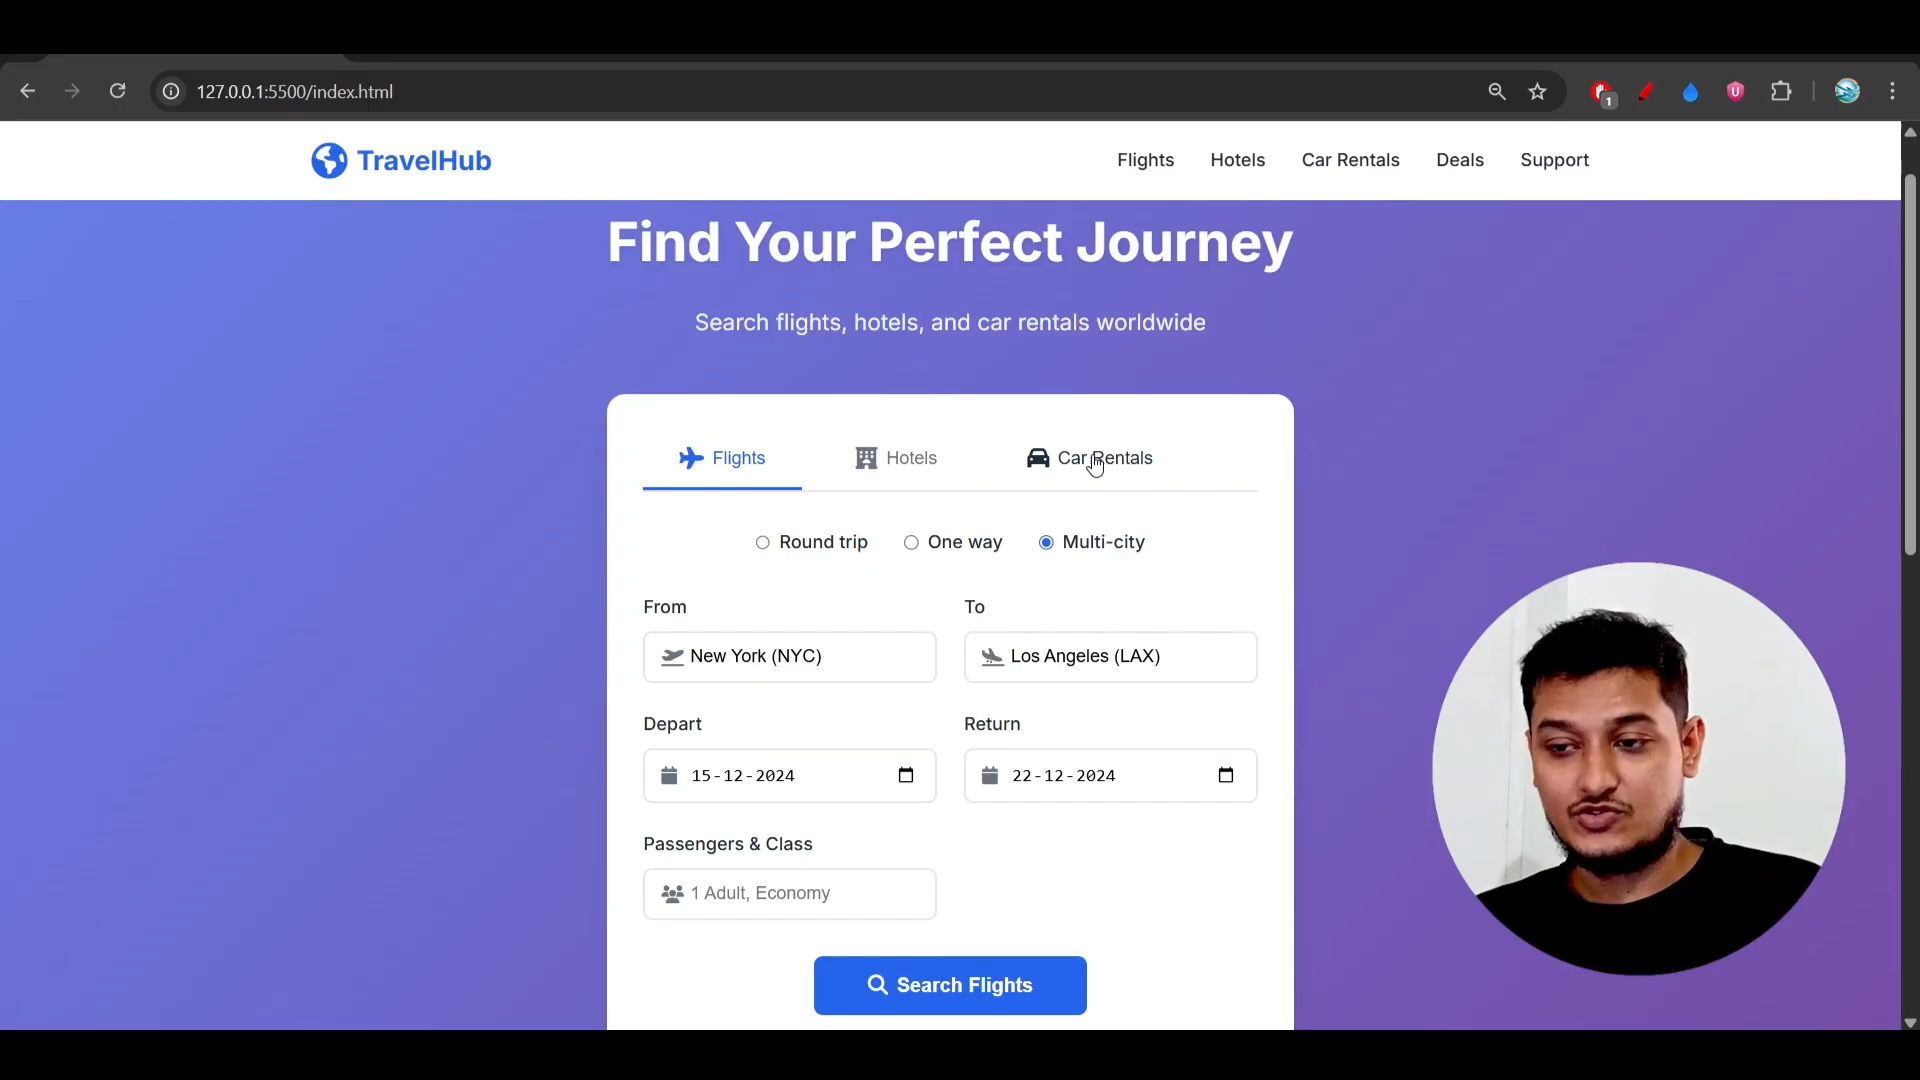 127.0.0.1:5500/index.html
1
U
TravelHub
Flights Hotels Car Rentals Deals Support
Find Your Perfect Journey
Search flights, hotels, and car rentals worldwide
Flights Hotels Car Rentals
Round trip One way Multi-city
From To
New York (NYC) Los Angeles (LAX)
Depart Return
15-12-2024 22-12-2024
Passengers & Class
1 Adult, Economy
Search Flights